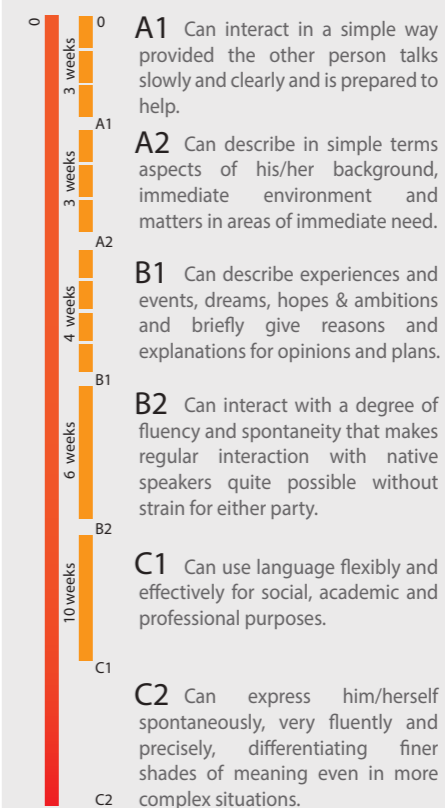 0
0
3 weeks
A1
3 weeks
A2
4 weeks
B1
6 weeks
B2
10 weeks
C1
C2
A1 Can interact in a simple way
provided the other person talks
slowly and clearly and is prepared to
help.
A2 Can describe in simple terms
aspects of his/her background,
immediate environment and
matters in areas of immediate need.
B1 Can describe experiences and
events, dreams, hopes & ambitions
and briefly give reasons and
explanations for opinions and plans.
B2 Can interact with a degree of
fluency and spontaneity that makes
regular interaction with native
speakers quite possible without
strain for either party.
C1 Can use language flexibly and
effectively for social, academic and
professional purposes.
C2 Can express him/herself
spontaneously, very fluently and
precisely, differentiating finer
shades of meaning even in more
complex situations.